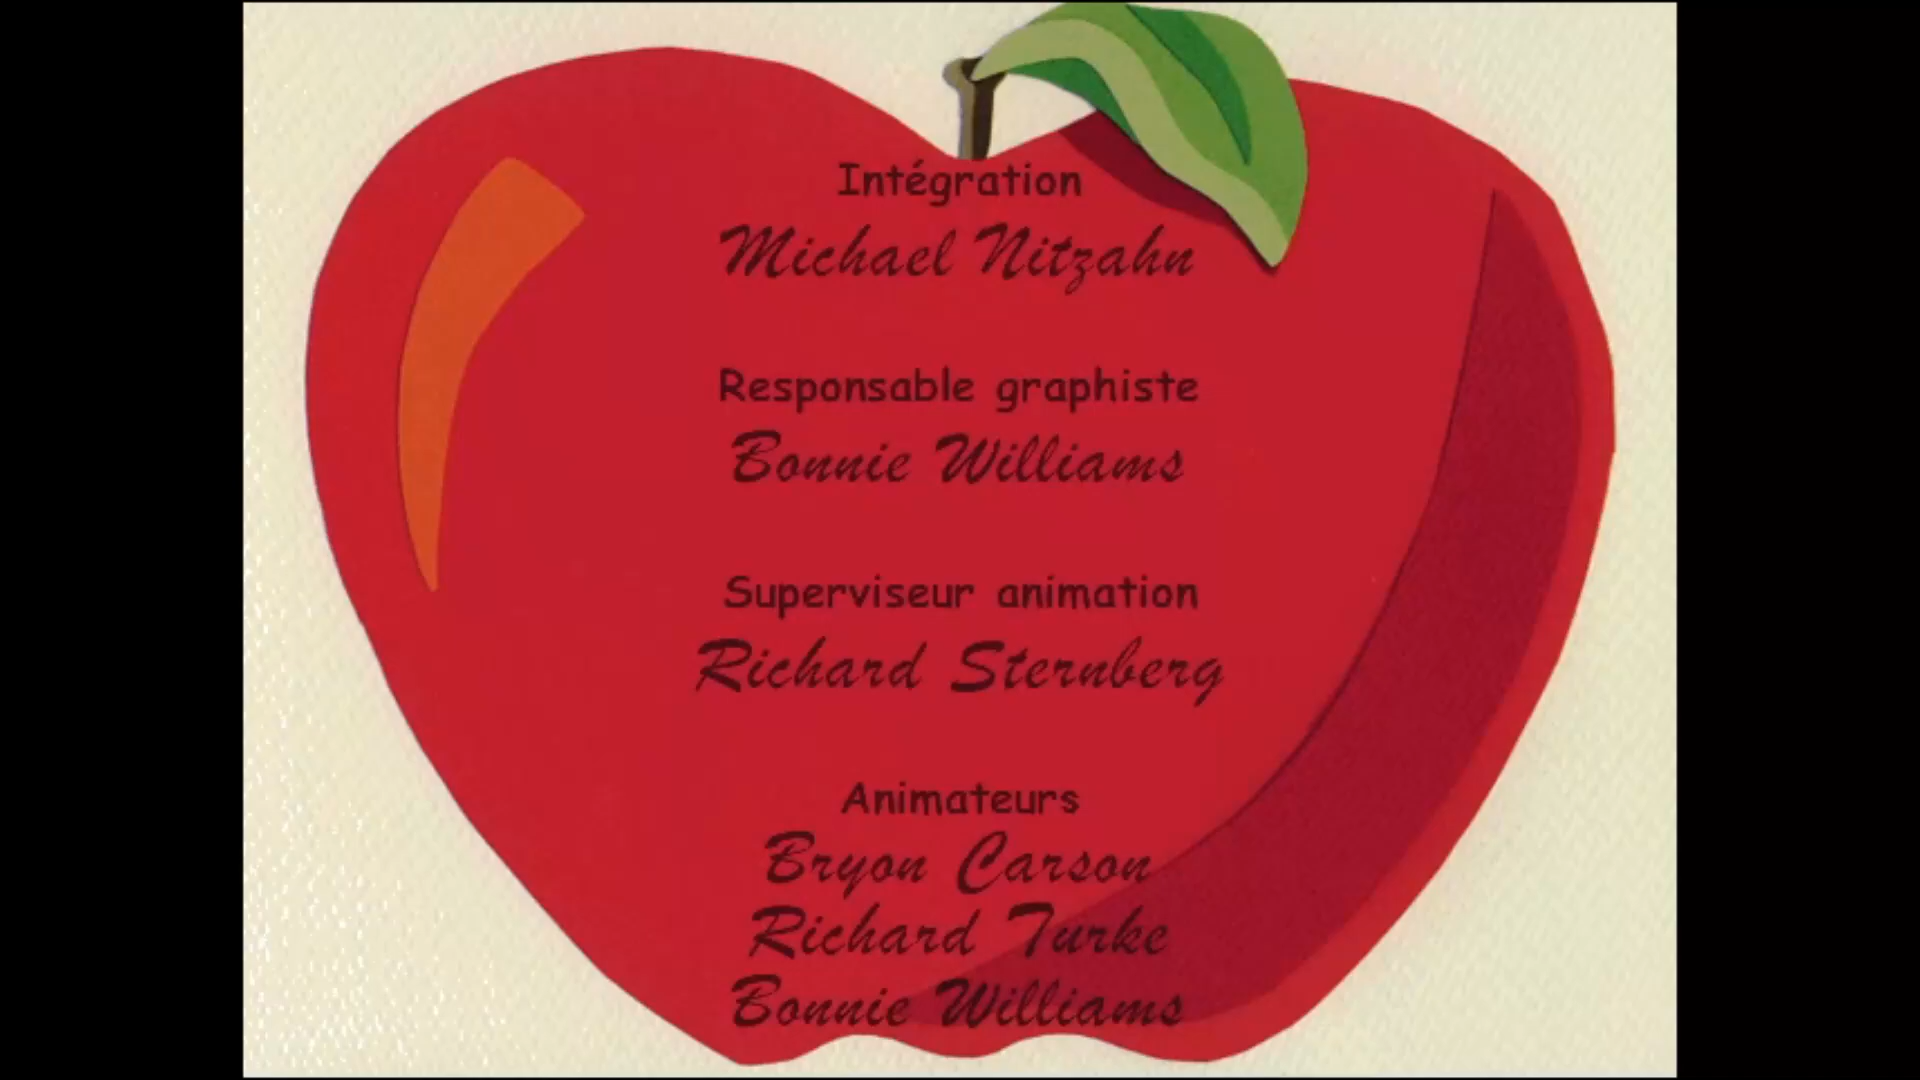 Intégration
Michael Nitzahn
Responsable graphiste
Bonnie Williams
Superviseur animation
Richard Sternberg
Animateurs
Bryon Carson
Richard Turke
Bonnie Williams